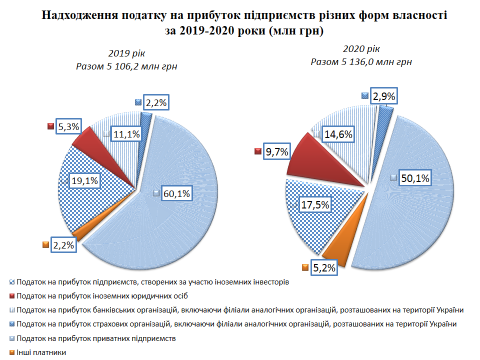 Надходження податку на прибуток підприємств різних форм власності
за 2019-2020 роки (млн грн)
2019 рік
Разом 5 106,2 млн грн
2020 рік
Разом 5 136,0 млн грн
2,2%
11,1%
5,3%
19,1%
60,1%
2,2%
2,9%
14,6%
9,7%
17,5%
50,1%
5,2%
Податок на прибуток підприємств, створених за участю іноземних інвесторів
Податок на прибуток іноземних юридичних осіб
Податок на прибуток банківських організацій, включаючи філіали аналогічних організацій, розташованих на території України
Податок на прибуток страхових організацій, включаючи філіали аналогічних організацій, розташованих на території України
Податок на прибуток приватних підприємств
Інші платники